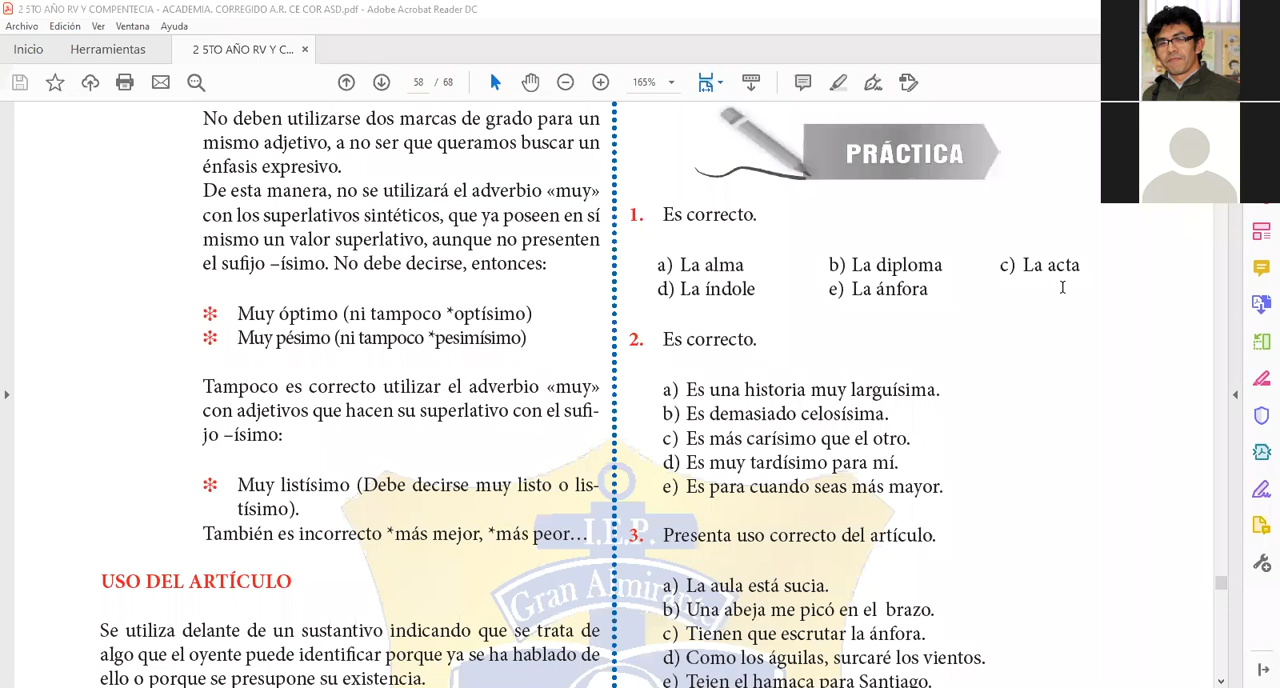 2 5TO AÑO RV Y COMPENTECIA - ACADEMIA. CORREGIDO A.R. CE COR ASD.pdf - Adobe Acrobat Reader DC
Archivo Edición Ver Ventana Ayuda
Inicio Herramientas 2 5TO AÑO RV Y C... ×
58 / 68 165%
No deben utilizarse dos marcas de grado para un
mismo adjetivo, a no ser que queramos buscar un
énfasis expresivo.
De esta manera, no se utilizará el adverbio «muy»
con los superlativos sintéticos, que ya poseen en sí
mismo un valor superlativo, aunque no presenten
el sufijo –ísimo. No debe decirse, entonces:
✻ Muy óptimo (ni tampoco *optísimo)
✻ Muy pésimo (ni tampoco *pesimísimo)
Tampoco es correcto utilizar el adverbio «muy»
con adjetivos que hacen su superlativo con el sufi-
jo –ísimo:
✻ Muy listísimo (Debe decirse muy listo o lis-
tísimo).
También es incorrecto *más mejor, *más peor…
USO DEL ARTÍCULO
Se utiliza delante de un sustantivo indicando que se trata de
algo que el oyente puede identificar porque ya se ha hablado de
ello o porque se presupone su existencia.
I.E.P.
Gran Almirante
PRÁCTICA
1. Es correcto.
a) La alma b) La diploma c) La acta
d) La índole e) La ánfora
2. Es correcto.
a) Es una historia muy larguísima.
b) Es demasiado celosísima.
c) Es más carísimo que el otro.
d) Es muy tardísimo para mí.
e) Es para cuando seas más mayor.
3. Presenta uso correcto del artículo.
a) La aula está sucia.
b) Una abeja me picó en el brazo.
c) Tienen que escrutar la ánfora.
d) Como los águilas, surcaré los vientos.
e) Tejen el hamaca para Santiago.